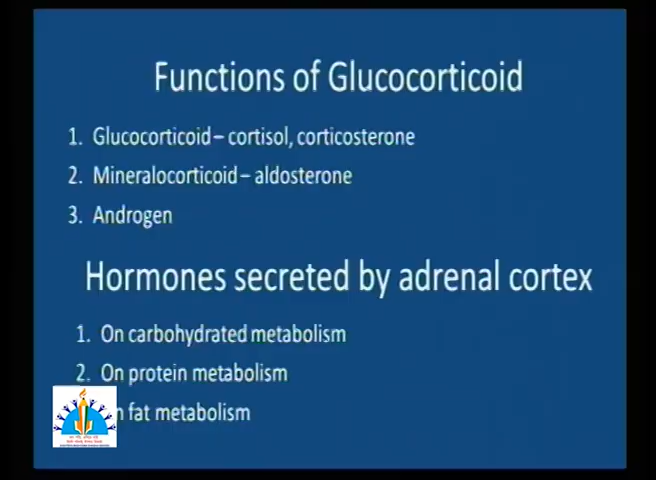 Functions of Glucocorticoid
1. Glucocorticoid – cortisol, corticosterone
2. Mineralocorticoid – aldosterone
3. Androgen
Hormones secreted by adrenal cortex
1. On carbohydrated metabolism
2. On protein metabolism
fat metabolism